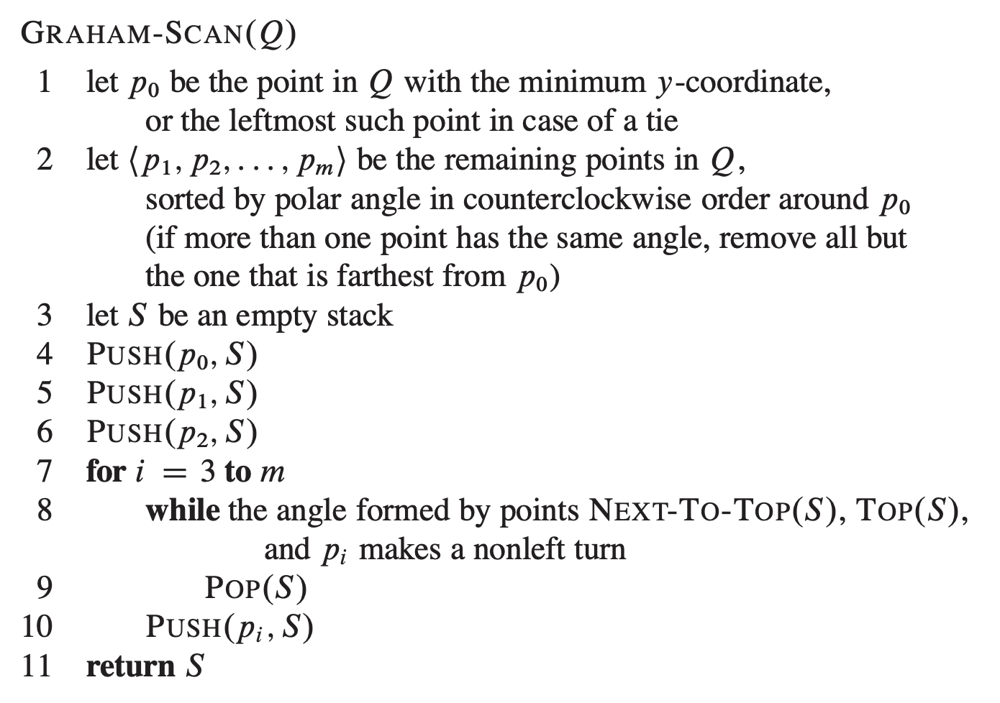 GRAHAM-SCAN(Q)
1 let p₀ be the point in Q with the minimum y-coordinate,
or the leftmost such point in case of a tie
2 let ⟨p₁, p₂, . . . , pₘ⟩ be the remaining points in Q,
sorted by polar angle in counterclockwise order around p₀
(if more than one point has the same angle, remove all but
the one that is farthest from p₀)
3 let S be an empty stack
4 PUSH(p₀, S)
5 PUSH(p₁, S)
6 PUSH(p₂, S)
7 for i = 3 to m
8 while the angle formed by points NEXT-TO-TOP(S), TOP(S),
and pᵢ makes a nonleft turn
9 POP(S)
10 PUSH(pᵢ, S)
11 return S